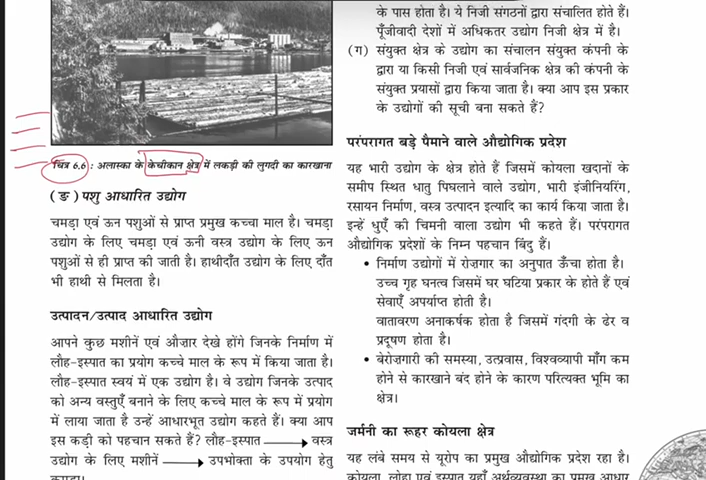 चित्र 6.6 : अलास्का के केचीकान क्षेत्र में लकड़ी की लुगदी का कारखाना
(ङ) पशु आधारित उद्योग
चमड़ा एवं ऊन पशुओं से प्राप्त प्रमुख कच्चा माल है। चमड़ा
उद्योग के लिए चमड़ा एवं ऊनी वस्त्र उद्योग के लिए ऊन
पशुओं से ही प्राप्त की जाती है। हाथीदाँत उद्योग के लिए दाँत
भी हाथी से मिलता है।
उत्पादन/उत्पाद आधारित उद्योग
आपने कुछ मशीनें एवं औज़ार देखे होंगे जिनके निर्माण में
लौह-इस्पात का प्रयोग कच्चे माल के रूप में किया जाता है।
लौह-इस्पात स्वयं में एक उद्योग है। वे उद्योग जिनके उत्पाद
को अन्य वस्तुएँ बनाने के लिए कच्चे माल के रूप में प्रयोग
में लाया जाता है उन्हें आधारभूत उद्योग कहते हैं। क्या आप
इस कड़ी को पहचान सकते हैं? लौह-इस्पात ⟶ वस्त्र
उद्योग के लिए मशीनें ⟶ उपभोक्ता के उपयोग हेतु
के पास होता है। ये निजी संगठनों द्वारा संचालित होते हैं।
पूँजीवादी देशों में अधिकतर उद्योग निजी क्षेत्र में है।
(ग) संयुक्त क्षेत्र के उद्योग का संचालन संयुक्त कंपनी के
द्वारा या किसी निजी एवं सार्वजनिक क्षेत्र की कंपनी के
संयुक्त प्रयासों द्वारा किया जाता है। क्या आप इस प्रकार
के उद्योगों की सूची बना सकते हैं?
परंपरागत बड़े पैमाने वाले औद्योगिक प्रदेश
यह भारी उद्योग के क्षेत्र होते हैं जिसमें कोयला खदानों के
समीप स्थित धातु पिघलाने वाले उद्योग, भारी इंजीनियरिंग,
रसायन निर्माण, वस्त्र उत्पादन इत्यादि का कार्य किया जाता है।
इन्हें धुएँ की चिमनी वाला उद्योग भी कहते हैं। परंपरागत
औद्योगिक प्रदेशों के निम्न पहचान बिंदु हैं।
• निर्माण उद्योगों में रोज़गार का अनुपात ऊँचा होता है।
उच्च गृह घनत्व जिसमें घर घटिया प्रकार के होते हैं एवं
सेवाएँ अपर्याप्त होती है।
वातावरण अनाकर्षक होता है जिसमें गंदगी के ढेर व
प्रदूषण होता है।
• बेरोज़गारी की समस्या, उत्प्रवास, विश्वव्यापी माँग कम
होने से कारखाने बंद होने के कारण परित्यक्त भूमि का
क्षेत्र।
जर्मनी का रूहर कोयला क्षेत्र
यह लंबे समय से यूरोप का प्रमुख औद्योगिक प्रदेश रहा है।
कोयला, लोहा एवं इस्पात यहाँ अर्थव्यवस्था का प्रमुख आधार